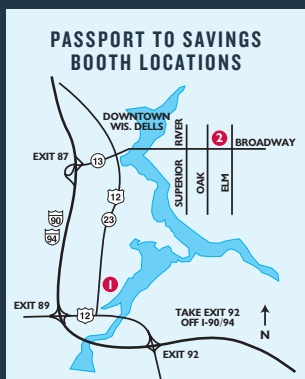 PASSPORT TO SAVINGS
BOOTH LOCATIONS
DOWNTOWN
WIS. DELLS
RIVER
2
BROADWAY
EXIT 87
13
SUPERIOR
OAK
ELM
12
90
94
23
1
EXIT 89
12
TAKE EXIT 92
OFF I-90/94
N
EXIT 92